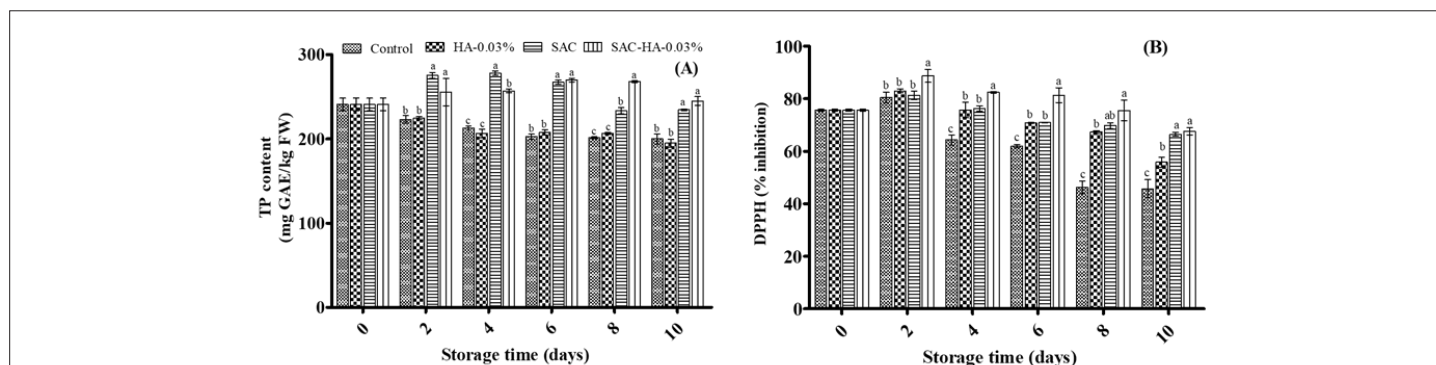 Control HA-0.03% SAC SAC-HA-0.03%
(A)
TP content
(mg GAE/kg FW)
300
200
100
0
a a a b a a a a a
b b c c b b c c b b b
0 2 4 6 8 10
Storage time (days)
(B)
DPPH (% inhibition)
100
80
60
40
20
0
b b b a
c b b a
c b b a
c b ab a
c b a a
0 2 4 6 8 10
Storage time (days)